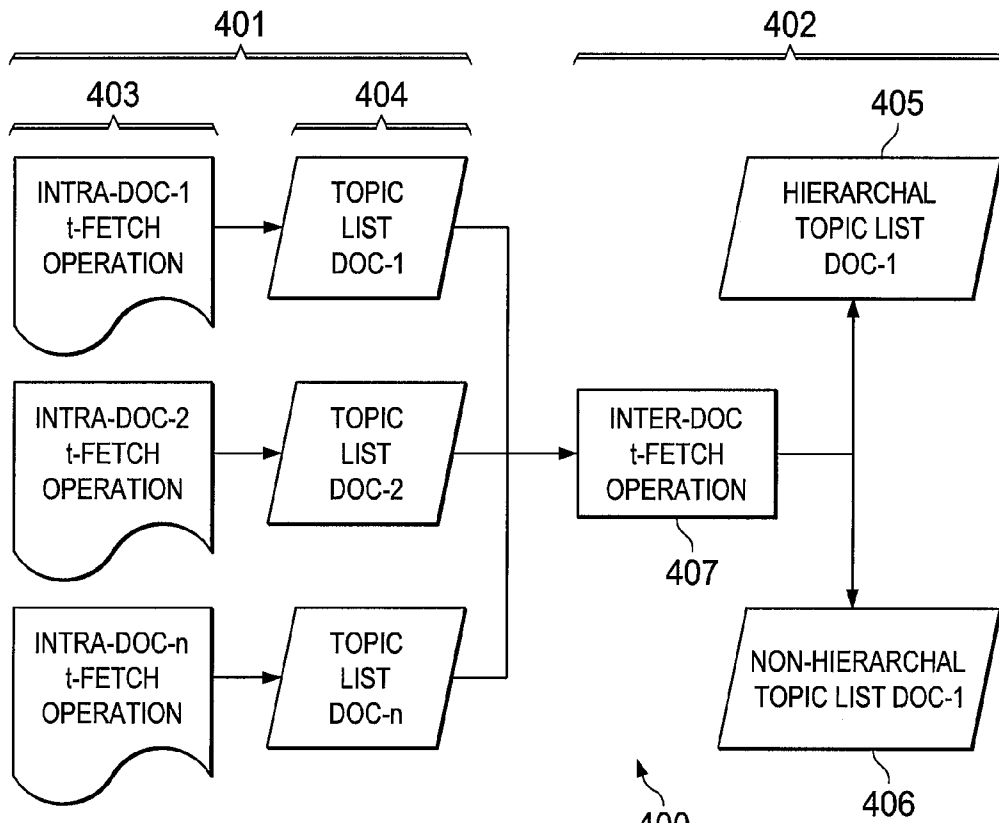 401
402
403
404
405
INTRA-DOC-1
t-FETCH
OPERATION
TOPIC
LIST
DOC-1
HIERARCHAL
TOPIC LIST
DOC-1
INTRA-DOC-2
t-FETCH
OPERATION
TOPIC
LIST
DOC-2
INTER-DOC
t-FETCH
OPERATION
407
INTRA-DOC-n
t-FETCH
OPERATION
TOPIC
LIST
DOC-n
NON-HIERARCHAL
TOPIC LIST DOC-1
406
400